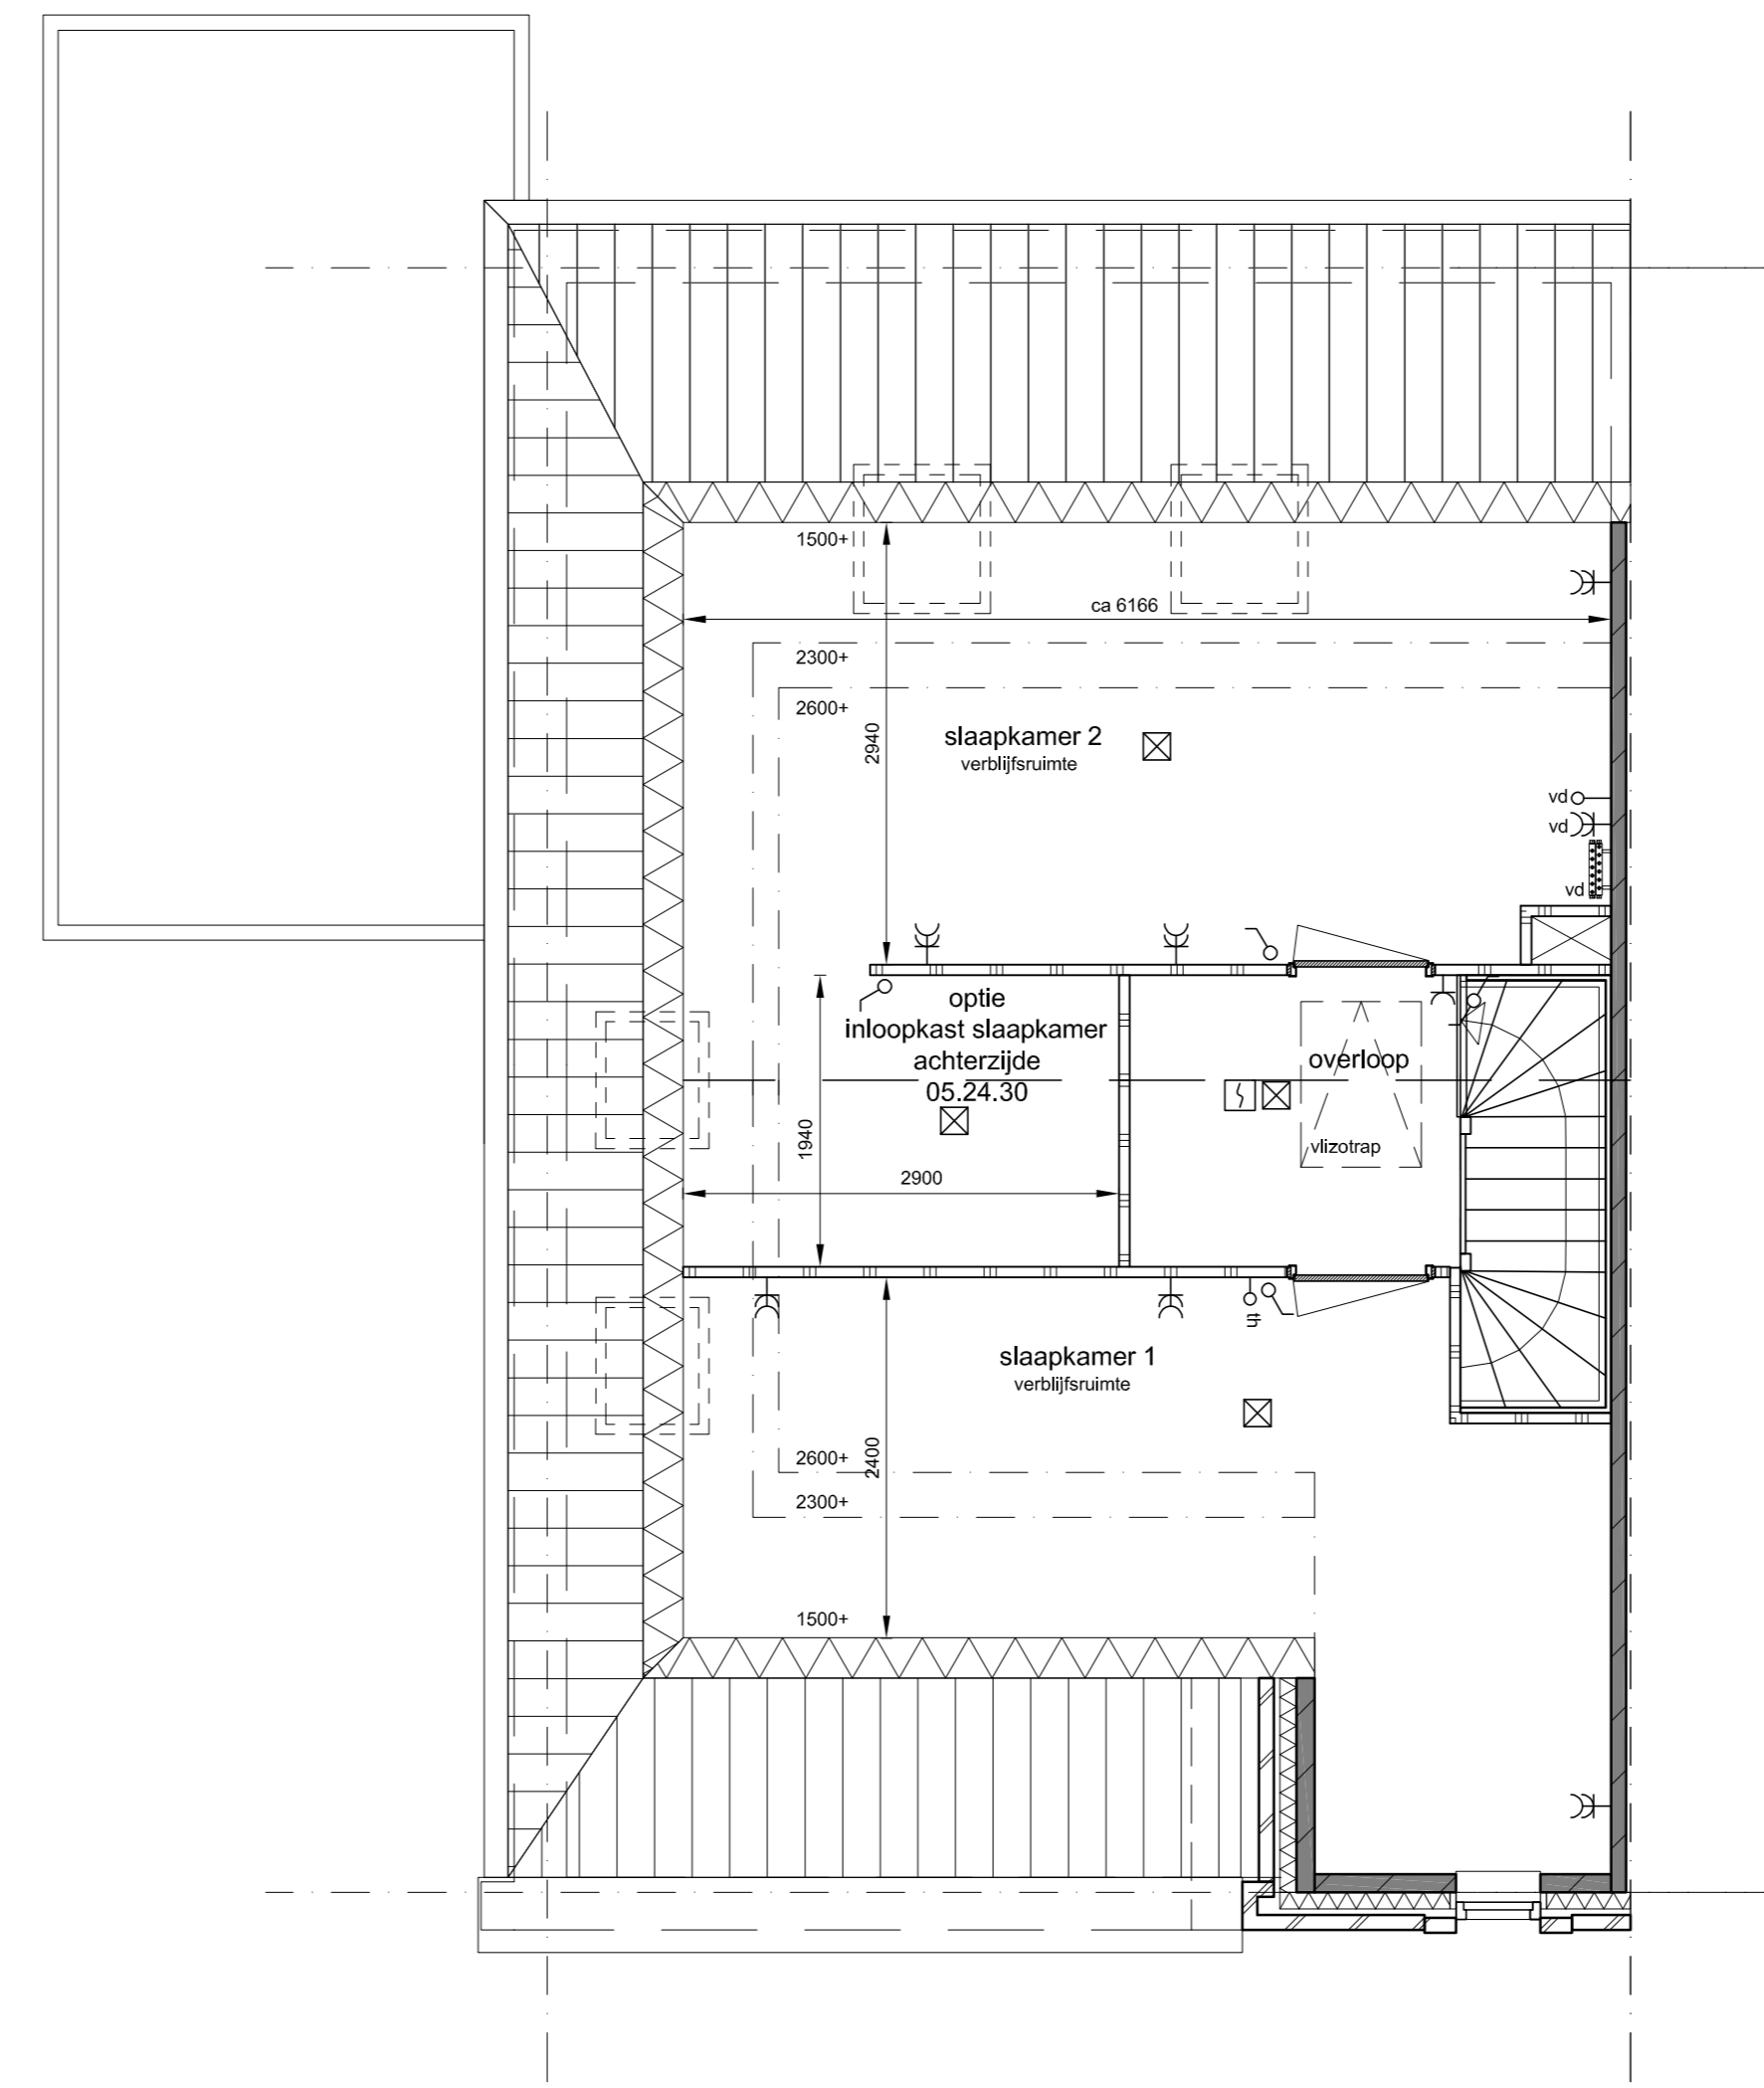 1500+
ca 6166
2300+
2600+
2940
slaapkamer 2
verblijfsruimte
vd
vd
vd
optie
inloopkast slaapkamer
achterzijde
05.24.30
overloop
vlizotrap
1940
2900
th
slaapkamer 1
verblijfsruimte
2600+
2400
2300+
1500+